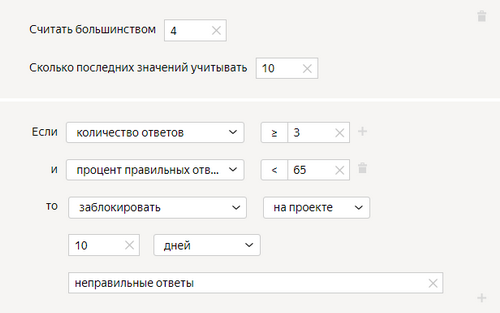 Считать большинством 4
Сколько последних значений учитывать 10
Если количество ответов ≥ 3
и процент правильных отв... < 65
то заблокировать на проекте
10 дней
неправильные ответы